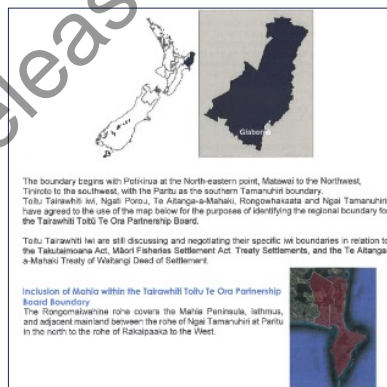 eleas
Gisborne
The boundary begins with Potikirua at the North-eastern point, Matawai to the Northwest,
Tiniroto to the southwest, with the Paritu as the southern Tamanuhiri boundary.
Toitu Tairawhiti iwi, Ngati Porou, Te Aitanga-a-Mahaki, Rongowhakaata and Ngai Tamanuhiri
have agreed to the use of the map below for the purposes of identifying the regional boundary for
the Tairawhiti Toitū Te Ora Partnership Board.
Toitu Tairawhiti Iwi are still discussing and negotiating their specific iwi boundaries in relation to
the Takutaimoana Act, Māori Fisheries Settlement Act. Treaty Settlements, and the Te Aitanga-
a-Mahaki Treaty of Waitangi Deed of Settlement.
Inclusion of Mahia within the Tairawhiti Toitu Te Ora Partnership
Board Boundary
The Rongomaiwahine rohe covers the Mahia Peninsula, Isthmus,
and adjacent mainland between the rohe of Ngai Tamanuhiri at Paritu
in the north to the rohe of Rakaipaaka to the West.